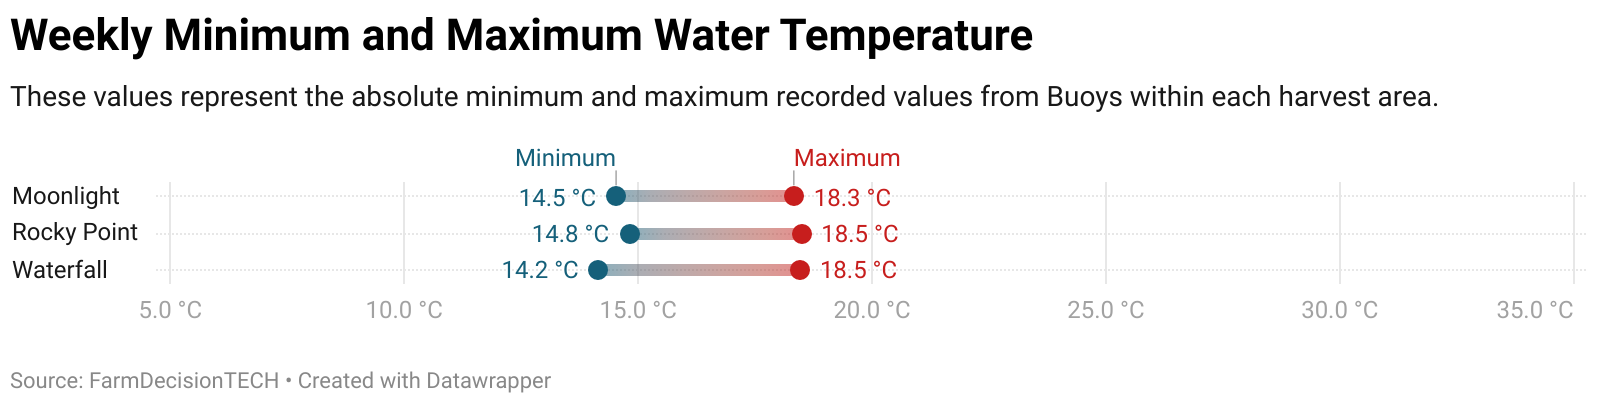 Weekly Minimum and Maximum Water Temperature
These values represent the absolute minimum and maximum recorded values from Buoys within each harvest area.
Minimum Maximum
Moonlight 14.5 °C 18.3 °C
Rocky Point 14.8 °C 18.5 °C
Waterfall 14.2 °C 18.5 °C
5.0 °C 10.0 °C 15.0 °C 20.0 °C 25.0 °C 30.0 °C 35.0 °C
Source: FarmDecisionTECH • Created with Datawrapper